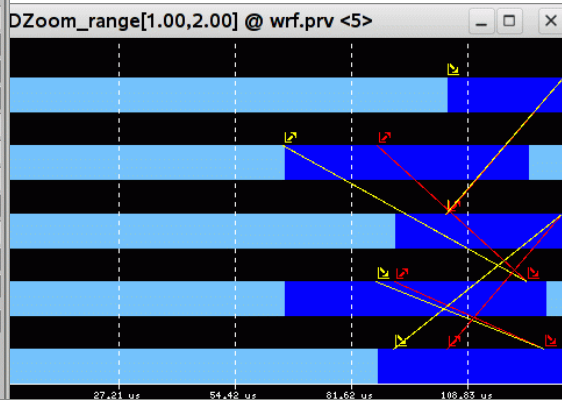 DZoom_range[1.00,2.00] @ wrf.prv <5>
27.21 us 54.42 us 81.62 us 108.83 us